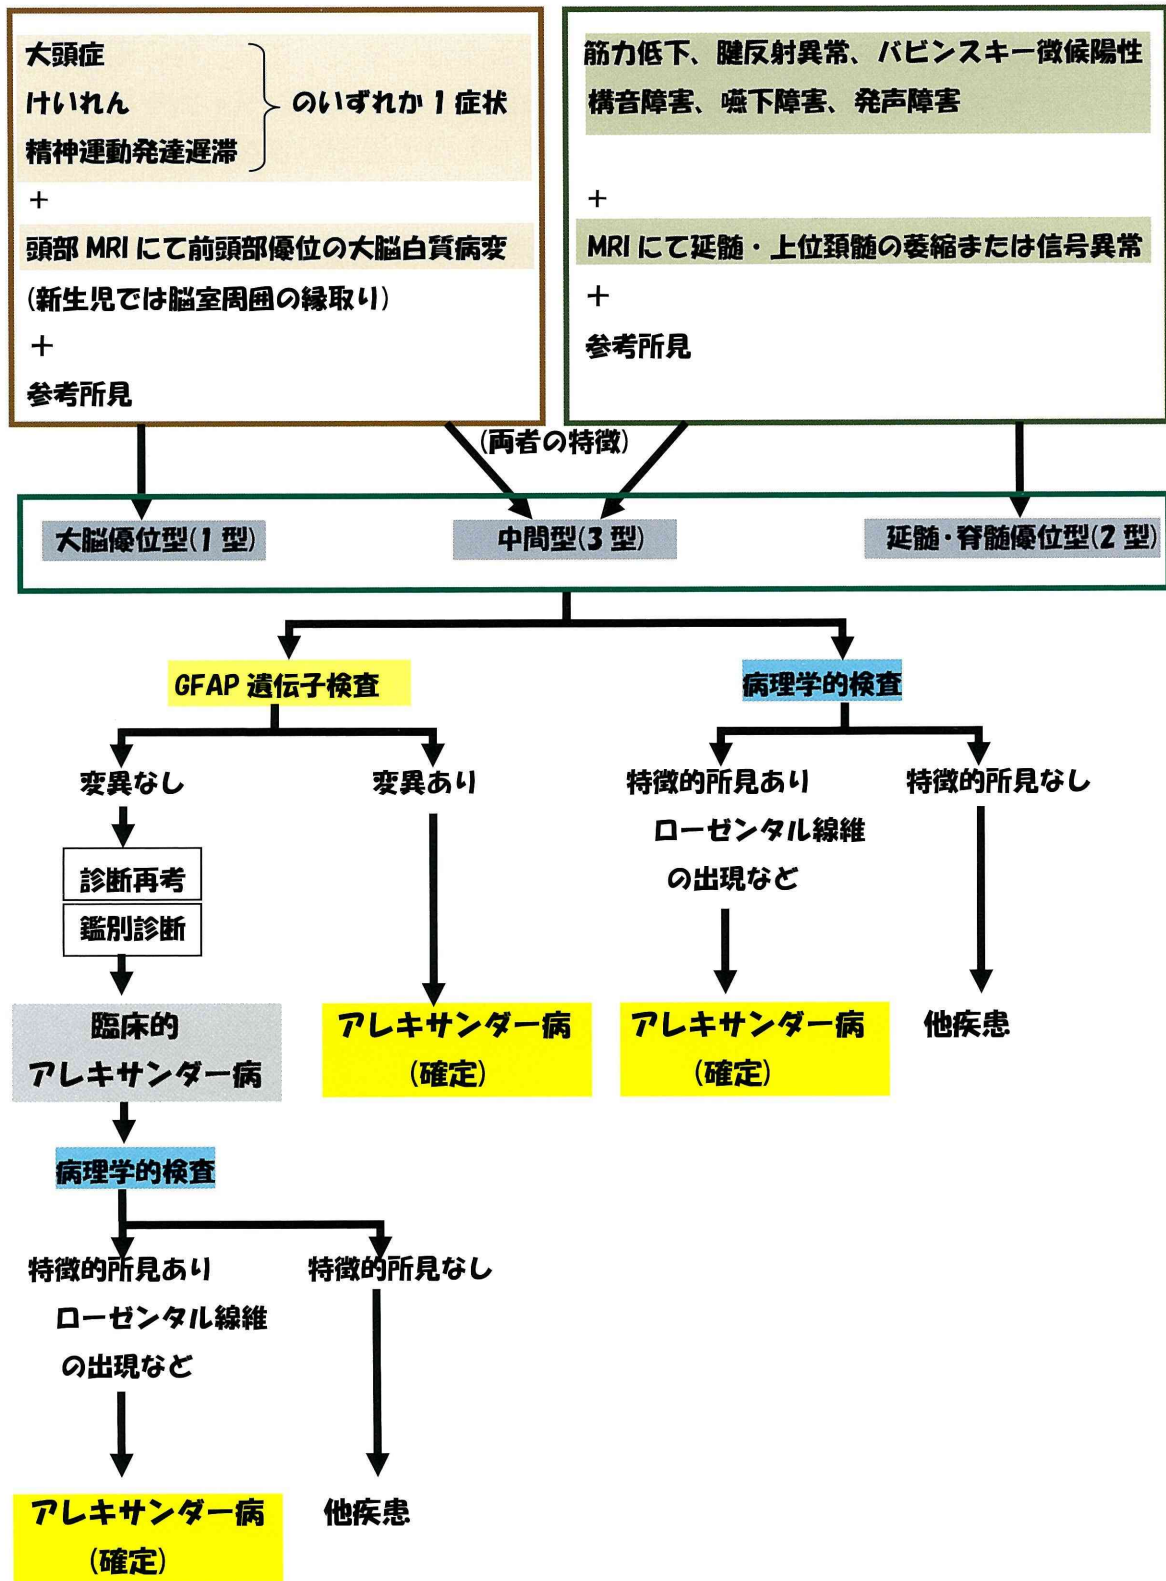 大頭症
けいれん
精神運動発達遅滞
のいずれか1症状
+
頭部 MRI にて前頭部優位の大脳白質病変
(新生児では脳室周囲の縁取り)
+
参考所見
筋力低下、腱反射異常、バビンスキー徴候陽性
構音障害、嚥下障害、発声障害
+
MRI にて延髄・上位頚髄の萎縮または信号異常
+
参考所見
(両者の特徴)
大脳優位型(1 型)
中間型(3 型)
延髄・脊髄優位型(2 型)
GFAP 遺伝子検査
病理学的検査
変異なし
変異あり
特徴的所見あり
ローゼンタル線維
の出現など
特徴的所見なし
診断再考
鑑別診断
臨床的
アレキサンダー病
アレキサンダー病
(確定)
アレキサンダー病
(確定)
他疾患
病理学的検査
特徴的所見あり
ローゼンタル線維
の出現など
特徴的所見なし
アレキサンダー病
(確定)
他疾患